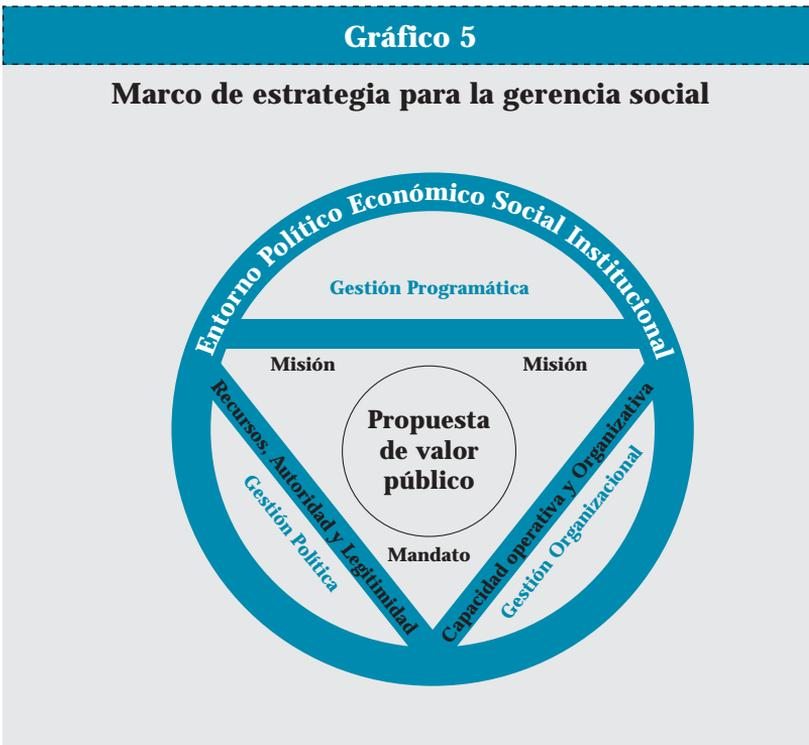 Gráfico 5
Marco de estrategia para la gerencia social
Entorno Político Económico Social Institucional
Gestión Programática
Misión
Misión
Propuesta
de valor
público
Mandato
Recursos, Autoridad y Legitimidad
Gestión Política
Capacidad operativa y Organizativa
Gestión Organizacional